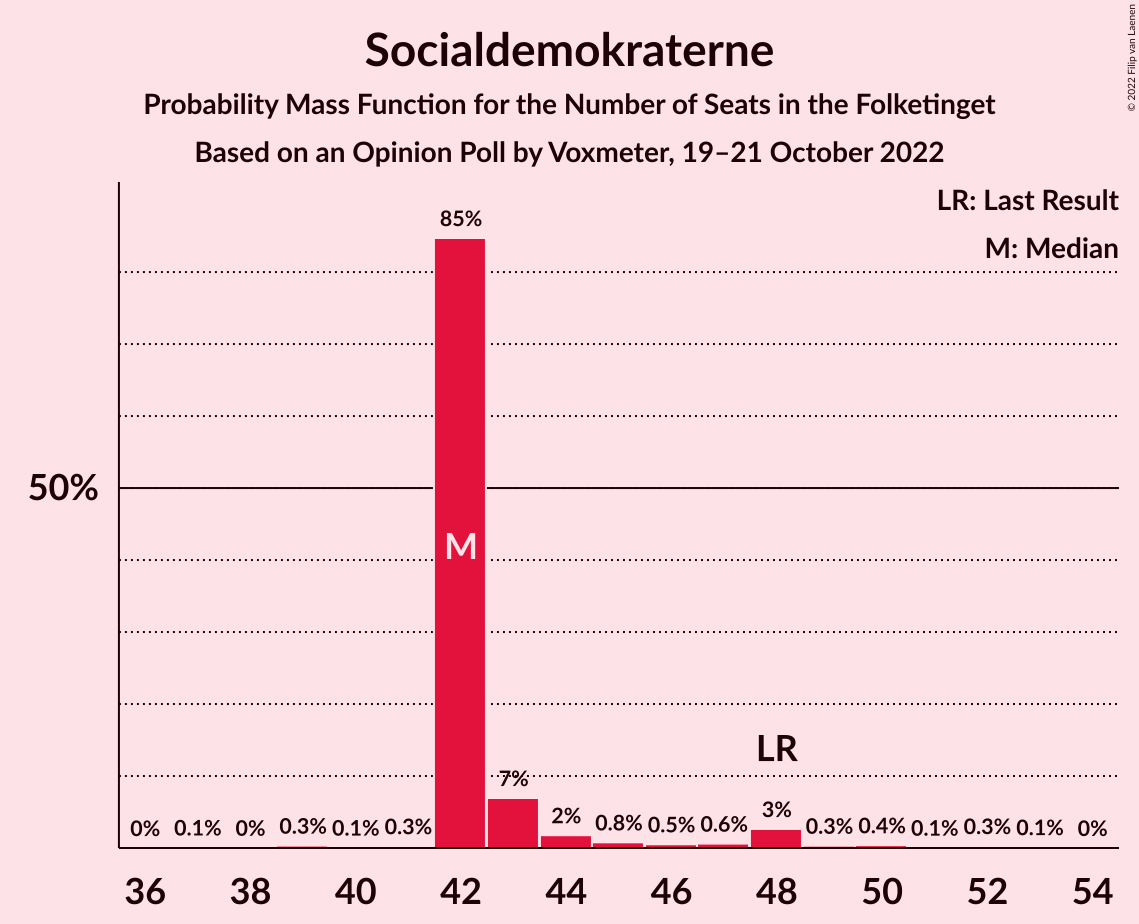 Socialdemokraterne
Probability Mass Function for the Number of Seats in the Folketinget
Based on an Opinion Poll by Voxmeter, 19–21 October 2022
© 2022 Filip van Laenen
LR: Last Result
M: Median
85%
50%
M
LR
0% 0.1% 0% 0.3% 0.1% 0.3% 7% 2% 0.8% 0.5% 0.6% 3% 0.3% 0.4% 0.1% 0.3% 0.1% 0%
36 38 40 42 44 46 48 50 52 54